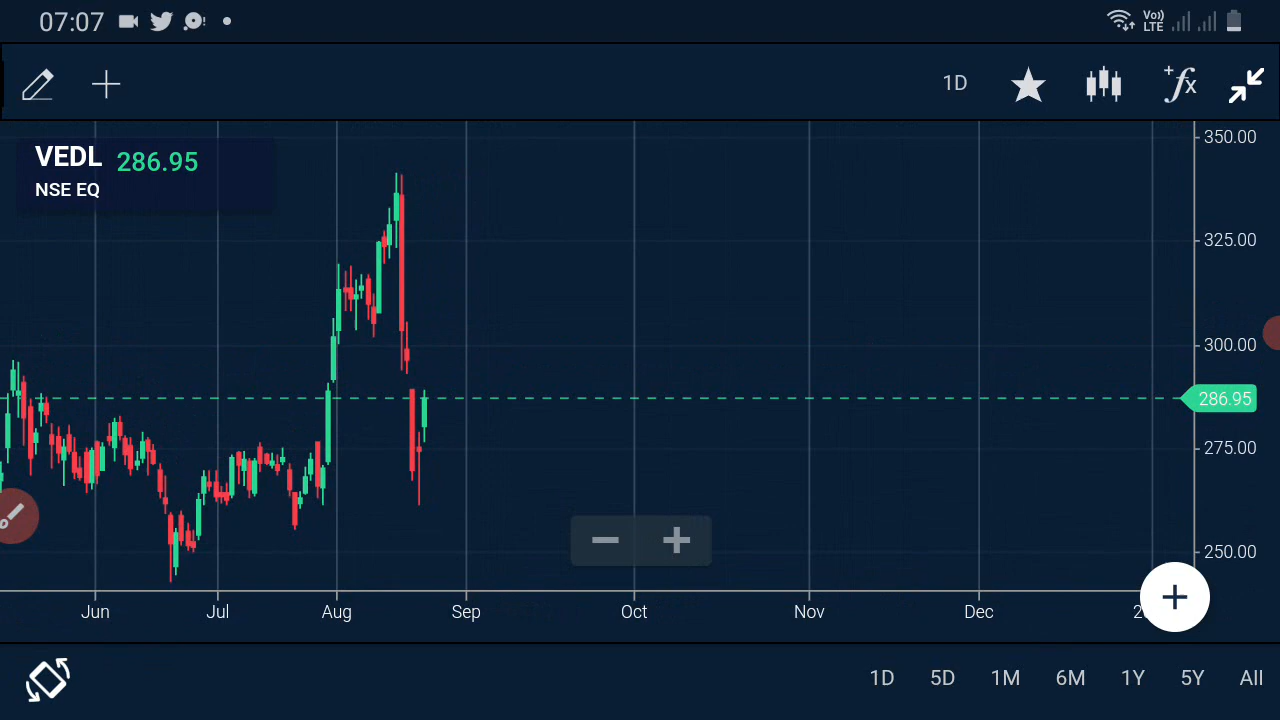 07:07
Vo))
LTE
1D
+fx
VEDL 286.95
NSE EQ
350.00
325.00
300.00
286.95
275.00
250.00
Jun Jul Aug Sep Oct Nov Dec
1D 5D 1M 6M 1Y 5Y All